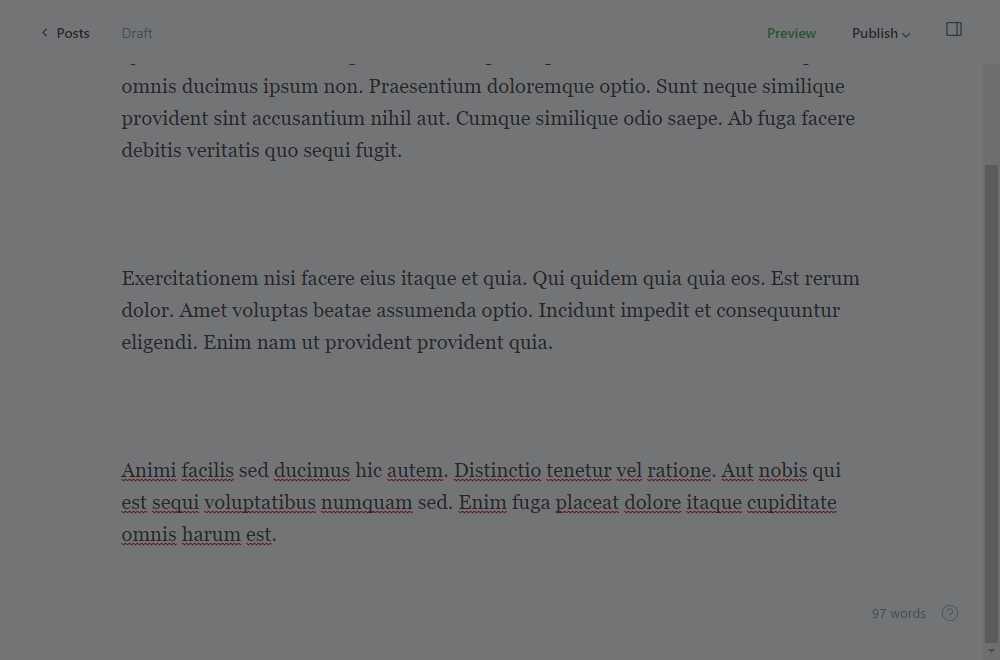 Posts Draft Preview Publish
omnis ducimus ipsum non. Praesentium doloremque optio. Sunt neque similique
provident sint accusantium nihil aut. Cumque similique odio saepe. Ab fuga facere
debitis veritatis quo sequi fugit.
Exercitationem nisi facere eius itaque et quia. Qui quidem quia quia eos. Est rerum
dolor. Amet voluptas beatae assumenda optio. Incidunt impedit et consequuntur
eligendi. Enim nam ut provident provident quia.
Animi facilis sed ducimus hic autem. Distinctio tenetur vel ratione. Aut nobis qui
est sequi voluptatibus numquam sed. Enim fuga placeat dolore itaque cupiditate
omnis harum est.
97 words ?